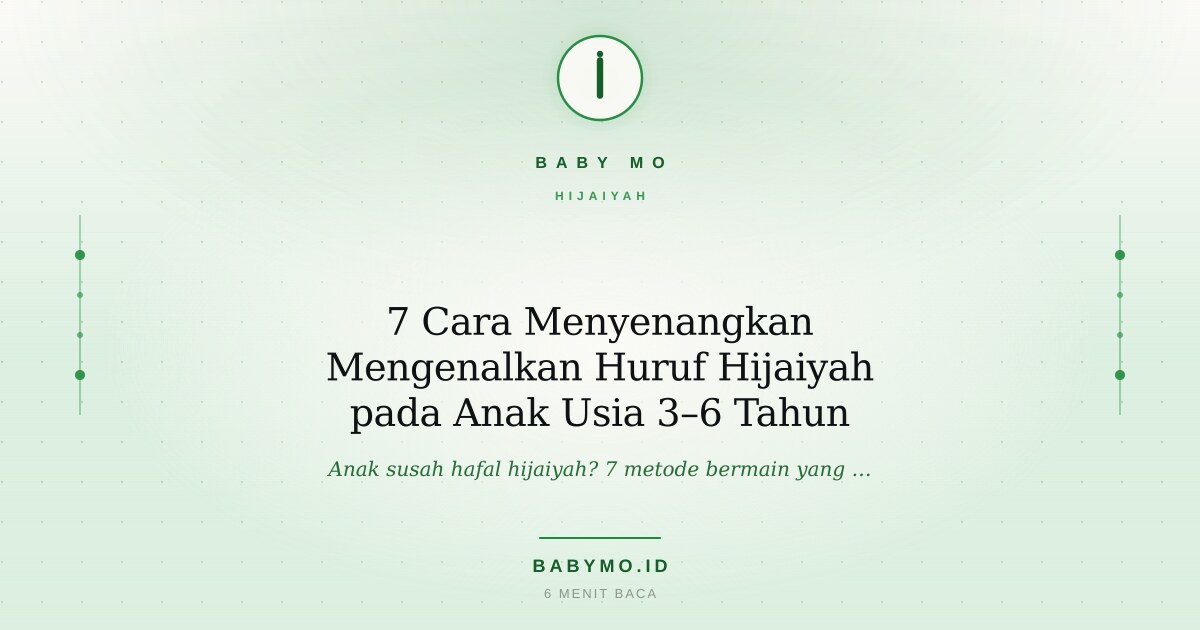 BABY MO
HIJAIYAH
7 Cara Menyenangkan
Mengenalkan Huruf Hijaiyah
pada Anak Usia 3–6 Tahun
Anak susah hafal hijaiyah? 7 metode bermain yang ...
BABYMO.ID
6 MENIT BACA